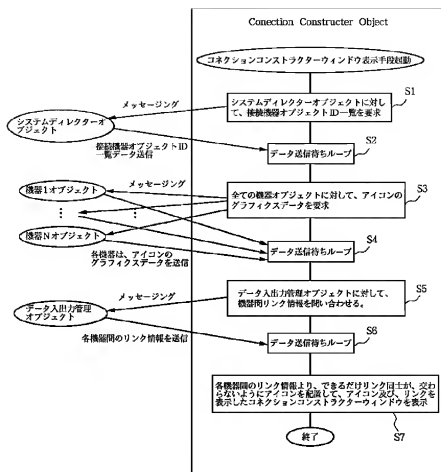 Conection Constructer Object
コネクションコンストラクターウィンドウ表示手段起動
S1
メッセージング
システムディレクターオブジェクトに対し
て、接続機器オブジェクトID一覧を要求
システムディレクターオ
ブジェクト
S2
接続機器オブジェクトID
一覧データ送信
データ送信待ちループ
S3
機器1オブジェクト
メッセージング
全ての機器オブジェクトに対して、アイコンの
グラフィクスデータを要求
機器Nオブジェクト
S4
データ送信待ちループ
各機器は、アイコンの
グラフィクスデータを送信
S5
メッセージング
データ入出力管理オブジェクトに対して、
機器間リンク情報を問い合わせる。
データ入出力管理
オブジェクト
S6
データ送信待ちループ
各機器間のリンク情報を送信
各機器間のリンク情報より、できるだけリンク同士が、交わ
らないようにアイコンを配置して、アイコン及び、リンクを
表示したコネクションコンストラクターウィンドウを表示
S7
終了